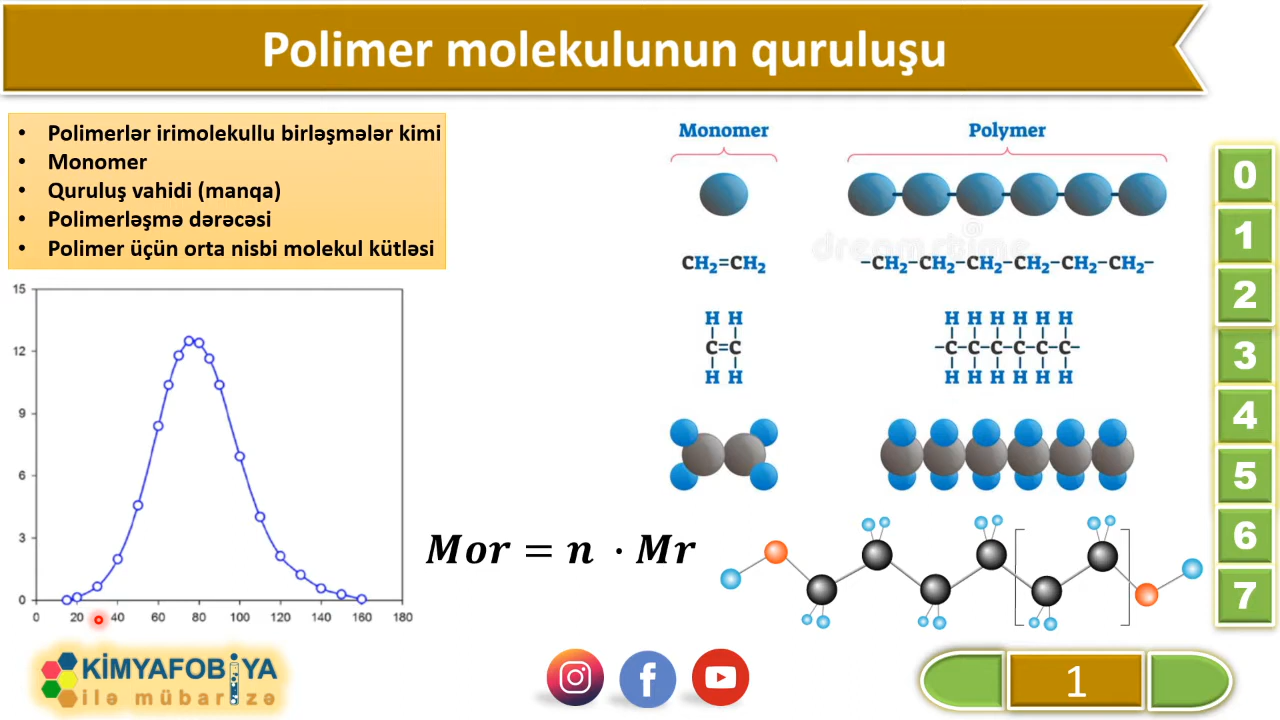 Polimer molekulunun quruluşu
• Polimerlər irimolekullu birləşmələr kimi
• Monomer
• Quruluş vahidi (manqa)
• Polimerləşmə dərəcəsi
• Polimer üçün orta nisbi molekul kütləsi
15
12
9
6
3
0
0 20 40 60 80 100 120 140 160 180
Mor = n · Mr
Monomer Polymer
dreamstime
CH2=CH2 –CH2–CH2–CH2–CH2–CH2–CH2–
H H H H H H H H
C=C –C–C–C–C–C–C–
H H H H H H H H
0
1
2
3
4
5
6
7
KİMYAFOBİYA
ilə mübarizə
1